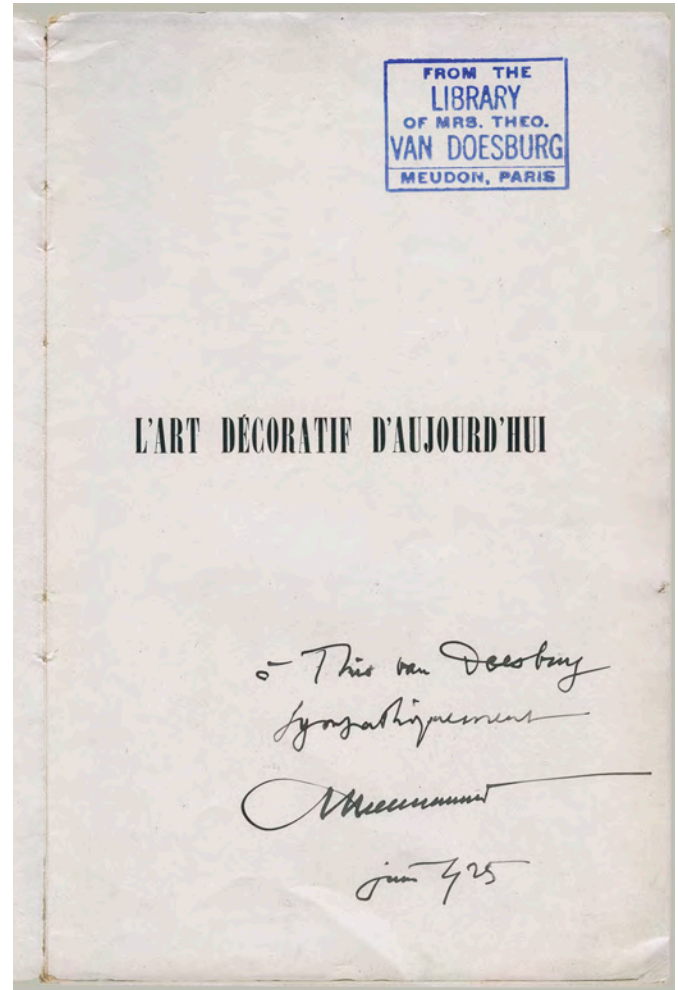 FROM THE
LIBRARY
OF MRS. THEO.
VAN DOESBURG
MEUDON, PARIS
L'ART DÉCORATIF D'AUJOURD'HUI
à Théo van Doesburg
sympathiquement
juin 1925